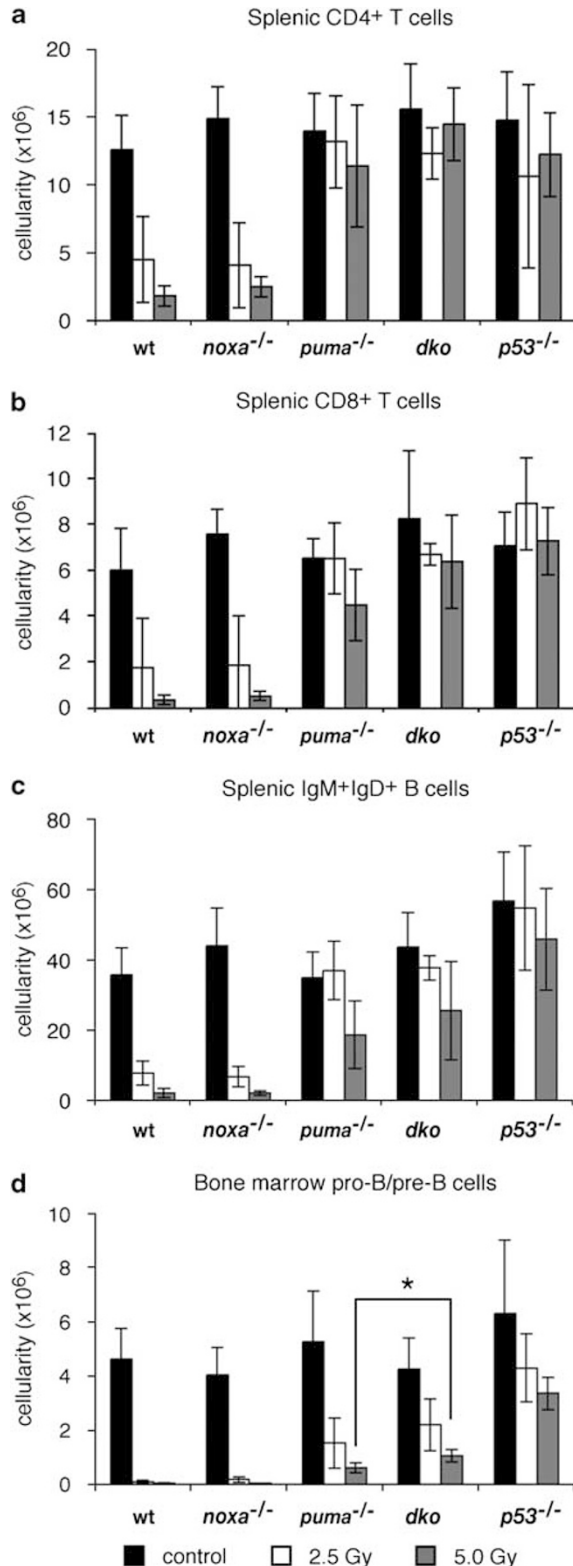 a
Splenic CD4+ T cells
cellularity (x10⁶)
20
15
10
5
0
wt noxa⁻/⁻ puma⁻/⁻ dko p53⁻/⁻
b
Splenic CD8+ T cells
cellularity (x10⁶)
12
10
8
6
4
2
0
wt noxa⁻/⁻ puma⁻/⁻ dko p53⁻/⁻
c
Splenic IgM+IgD+ B cells
cellularity (x10⁶)
80
60
40
20
0
wt noxa⁻/⁻ puma⁻/⁻ dko p53⁻/⁻
d
Bone marrow pro-B/pre-B cells
cellularity (x10⁶)
10
8
6
4
2
0
*
wt noxa⁻/⁻ puma⁻/⁻ dko p53⁻/⁻
control 2.5 Gy 5.0 Gy